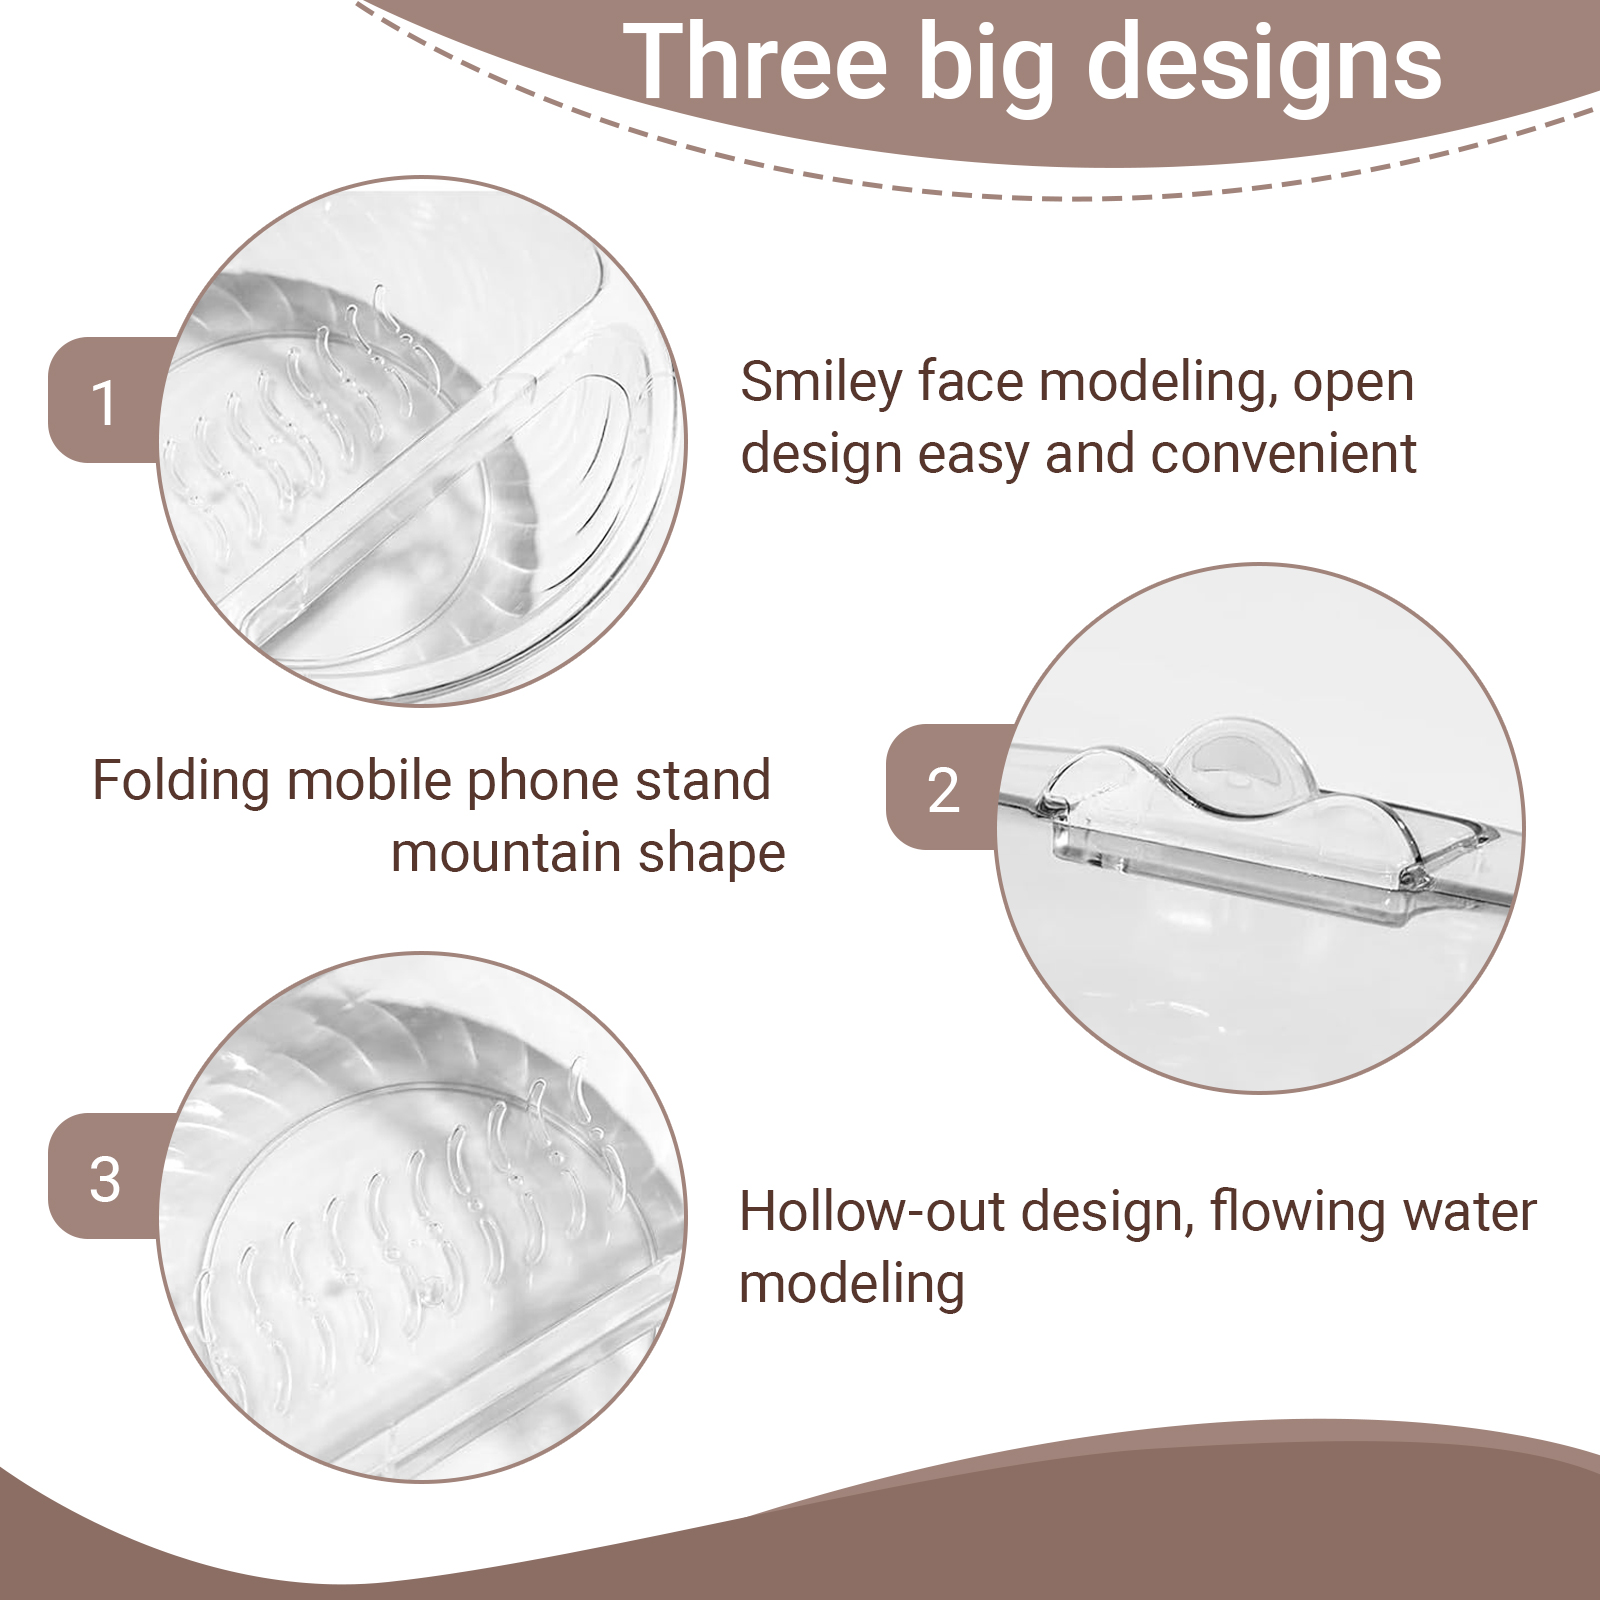 Three big designs
1
Smiley face modeling, open
design easy and convenient
2
Folding mobile phone stand
mountain shape
3
Hollow-out design, flowing water
modeling